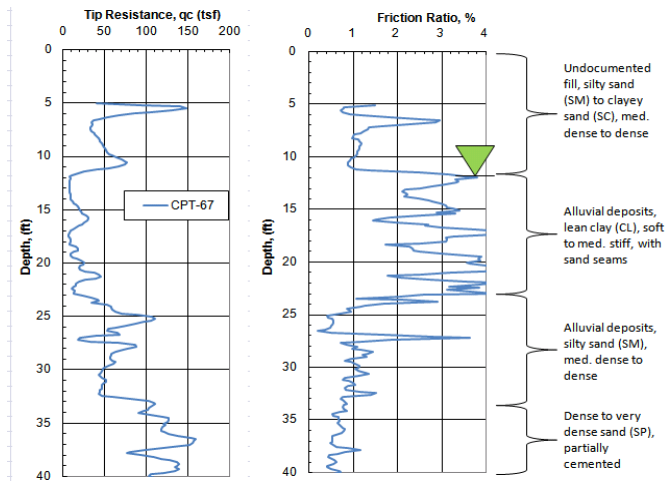 Tip Resistance, qc (tsf)
0 50 100 150 200
0
5
10
15
20
25
30
35
40
Depth, (ft)
CPT-67
Friction Ratio, %
0 1 2 3 4
0
5
10
15
20
25
30
35
40
Depth, (ft)
Undocumented
fill, silty sand
(SM) to clayey
sand (SC), med.
dense to dense
Alluvial deposits,
lean clay (CL), soft
to med. stiff, with
sand seams
Alluvial deposits,
silty sand (SM),
med. dense to
dense
Dense to very
dense sand (SP),
partially
cemented